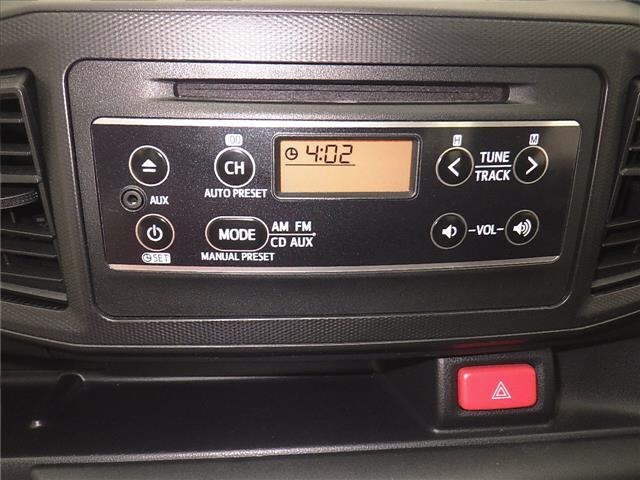 CH
AUTO PRESET
4:02
H
M
TUNE
TRACK
AUX
SET
MODE
AM FM
CD AUX
MANUAL PRESET
-VOL-